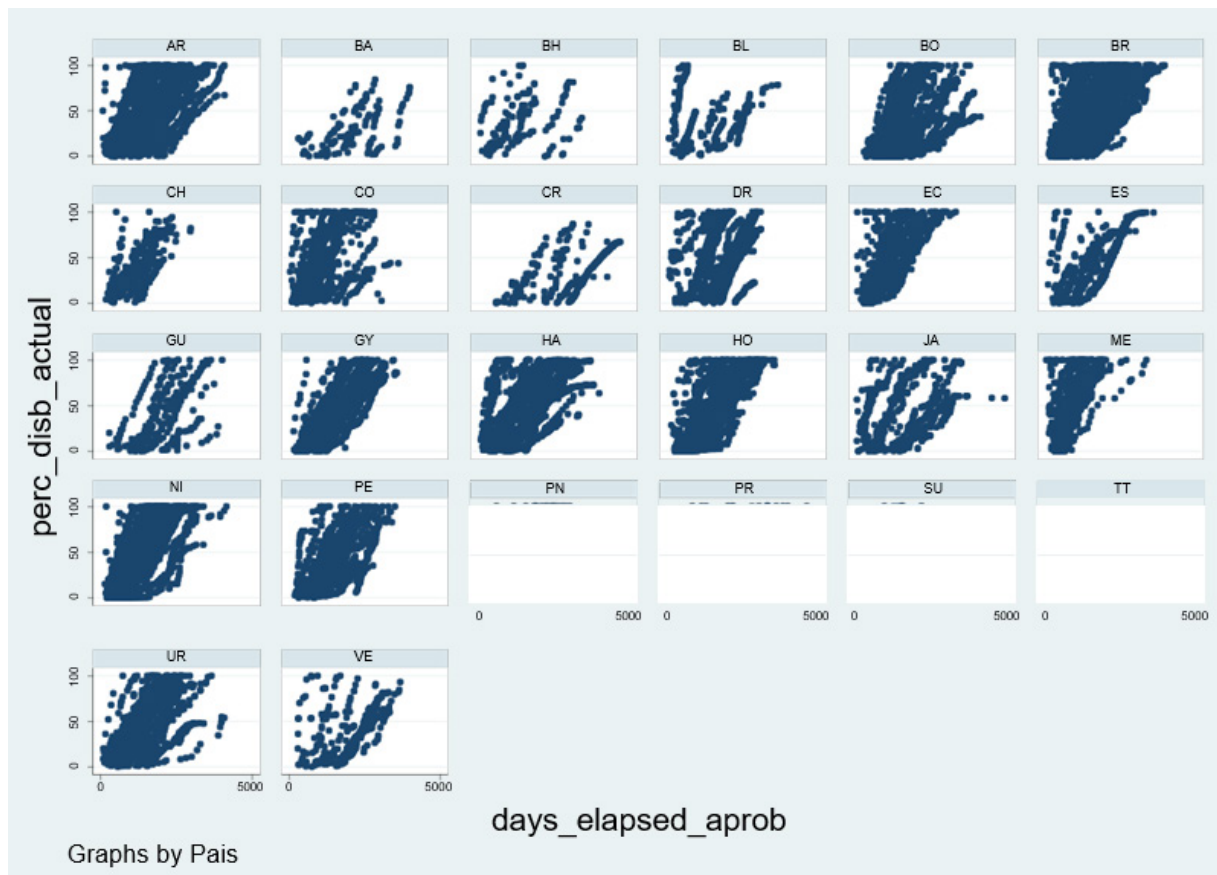 AR BA BH BL BO BR
100
50
0
CH CO CR DR EC ES
100
50
0
GU GY HA HO JA ME
100
50
0
NI PE PN PR SU TT
100
50
0
0 5000 0 5000 0 5000 0 5000
UR VE
100
50
0
0 5000 0 5000
perc_disb_actual
days_elapsed_aprob
Graphs by Pais